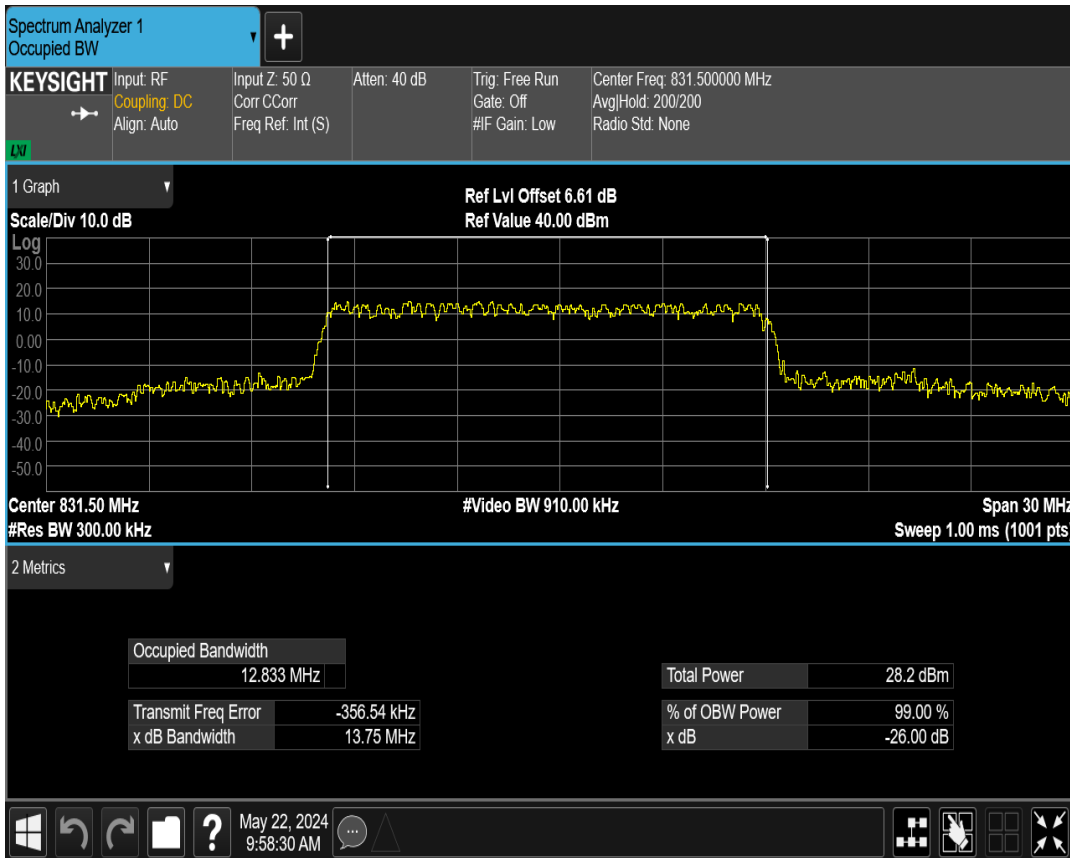 Spectrum Analyzer 1
Occupied BW
KEYSIGHT
LXI
Input: RF
Coupling: DC
Align: Auto
Input Z: 50 Ω
Corr CCorr
Freq Ref: Int (S)
Atten: 40 dB
Trig: Free Run
Gate: Off
#IF Gain: Low
Center Freq: 831.500000 MHz
Avg|Hold: 200/200
Radio Std: None
1 Graph
Scale/Div 10.0 dB
Ref Lvl Offset 6.61 dB
Ref Value 40.00 dBm
Log
30.0
20.0
10.0
0.00
-10.0
-20.0
-30.0
-40.0
-50.0
Center 831.50 MHz
#Video BW 910.00 kHz
Span 30 MHz
#Res BW 300.00 kHz
Sweep 1.00 ms (1001 pts)
2 Metrics
Occupied Bandwidth
12.833 MHz
Total Power 28.2 dBm
Transmit Freq Error -356.54 kHz
% of OBW Power 99.00 %
x dB Bandwidth 13.75 MHz
x dB -26.00 dB
May 22, 2024
9:58:30 AM